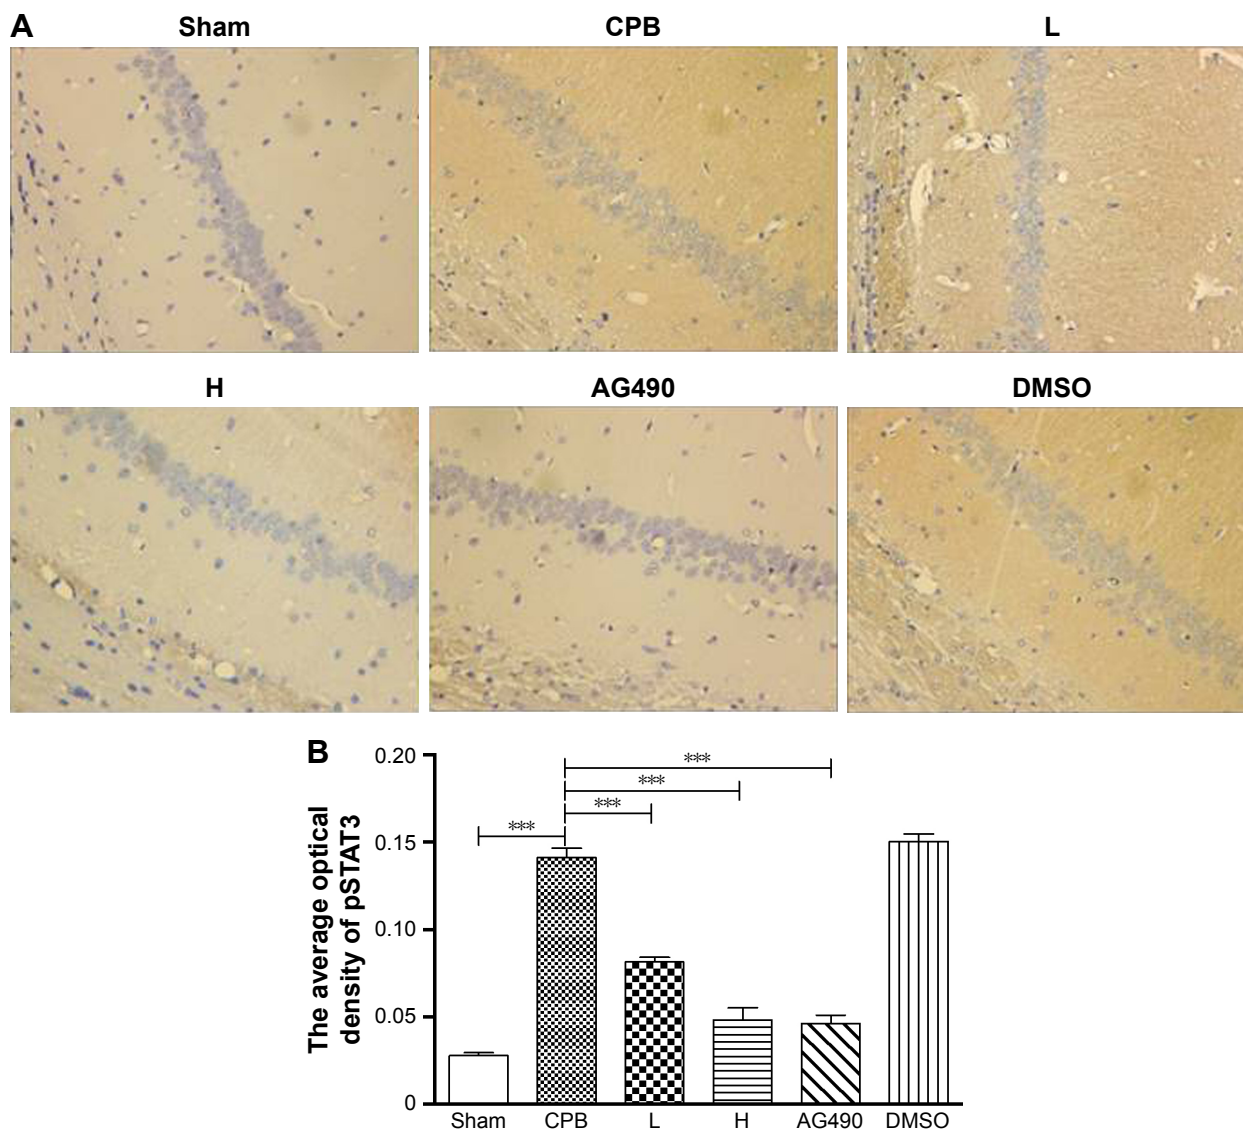 A
Sham
CPB
L
H
AG490
DMSO
B
The average optical
density of pSTAT3
0.20
0.15
0.10
0.05
0
***
***
***
***
Sham
CPB
L
H
AG490
DMSO